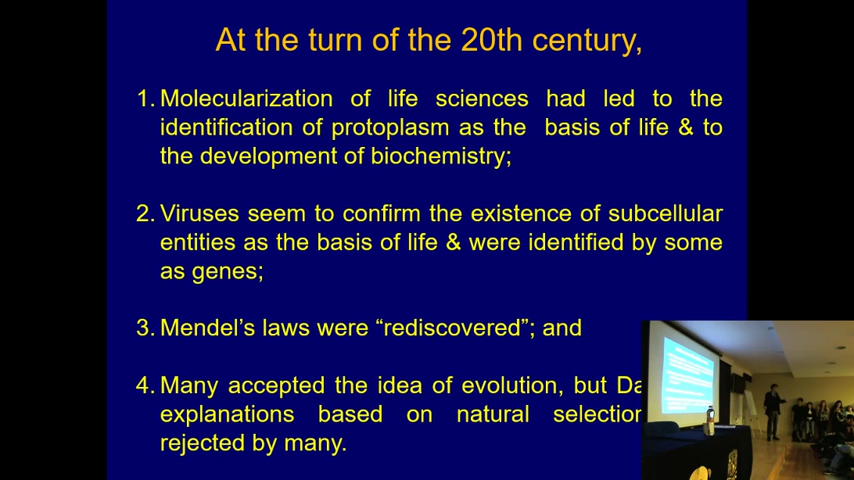 At the turn of the 20th century,
1. Molecularization of life sciences had led to the
identification of protoplasm as the basis of life & to
the development of biochemistry;
2. Viruses seem to confirm the existence of subcellular
entities as the basis of life & were identified by some
as genes;
3. Mendel's laws were “rediscovered”; and
4. Many accepted the idea of evolution, but
explanations based on natural selection
rejected by many.